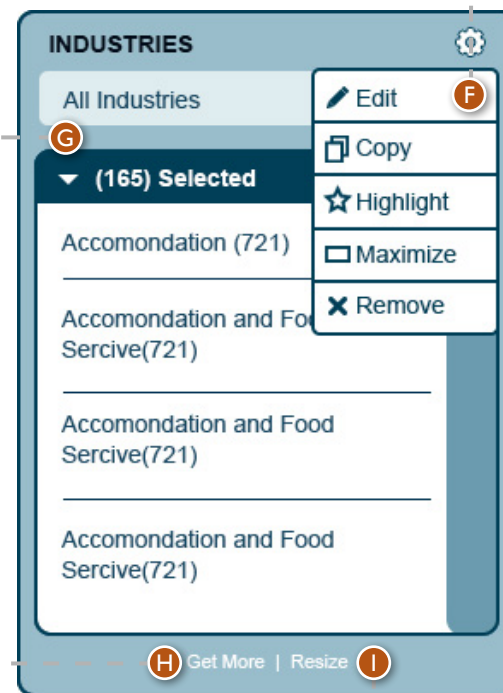 INDUSTRIES
All Industries
Edit
F
G
Copy
(165) Selected
Highlight
Accomondation (721)
Maximize
Remove
Accomondation and Fo
Sercive(721)
Accomondation and Food
Sercive(721)
Accomondation and Food
Sercive(721)
H Get More | Resize I